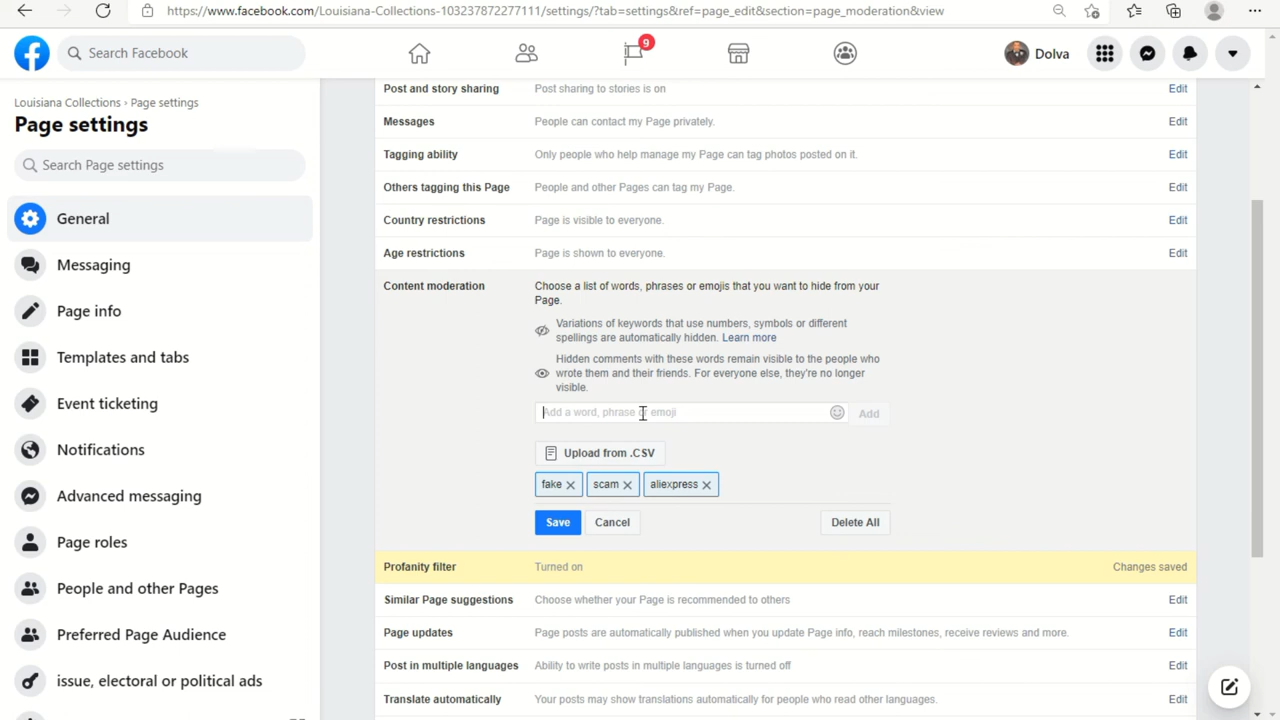 https://www.facebook.com/Louisiana-Collections-103237872277111/settings/?tab=settings&ref=page_edit&section=page_moderation&view
Search Facebook
9
Dolva
Louisiana Collections › Page settings
Page settings
Search Page settings
General
Messaging
Page info
Templates and tabs
Event ticketing
Notifications
Advanced messaging
Page roles
People and other Pages
Preferred Page Audience
issue, electoral or political ads
Post and story sharing Post sharing to stories is on Edit
Messages People can contact my Page privately. Edit
Tagging ability Only people who help manage my Page can tag photos posted on it. Edit
Others tagging this Page People and other Pages can tag my Page. Edit
Country restrictions Page is visible to everyone. Edit
Age restrictions Page is shown to everyone. Edit
Content moderation Choose a list of words, phrases or emojis that you want to hide from your
Page.
Variations of keywords that use numbers, symbols or different
spellings are automatically hidden. Learn more
Hidden comments with these words remain visible to the people who
wrote them and their friends. For everyone else, they're no longer
visible.
Add a word, phrase or emoji Add
Upload from .CSV
fake scam aliexpress
Save Cancel Delete All
Profanity filter Turned on Changes saved
Similar Page suggestions Choose whether your Page is recommended to others Edit
Page updates Page posts are automatically published when you update Page info, reach milestones, receive reviews and more. Edit
Post in multiple languages Ability to write posts in multiple languages is turned off Edit
Translate automatically Your posts may show translations automatically for people who read other languages. Edit